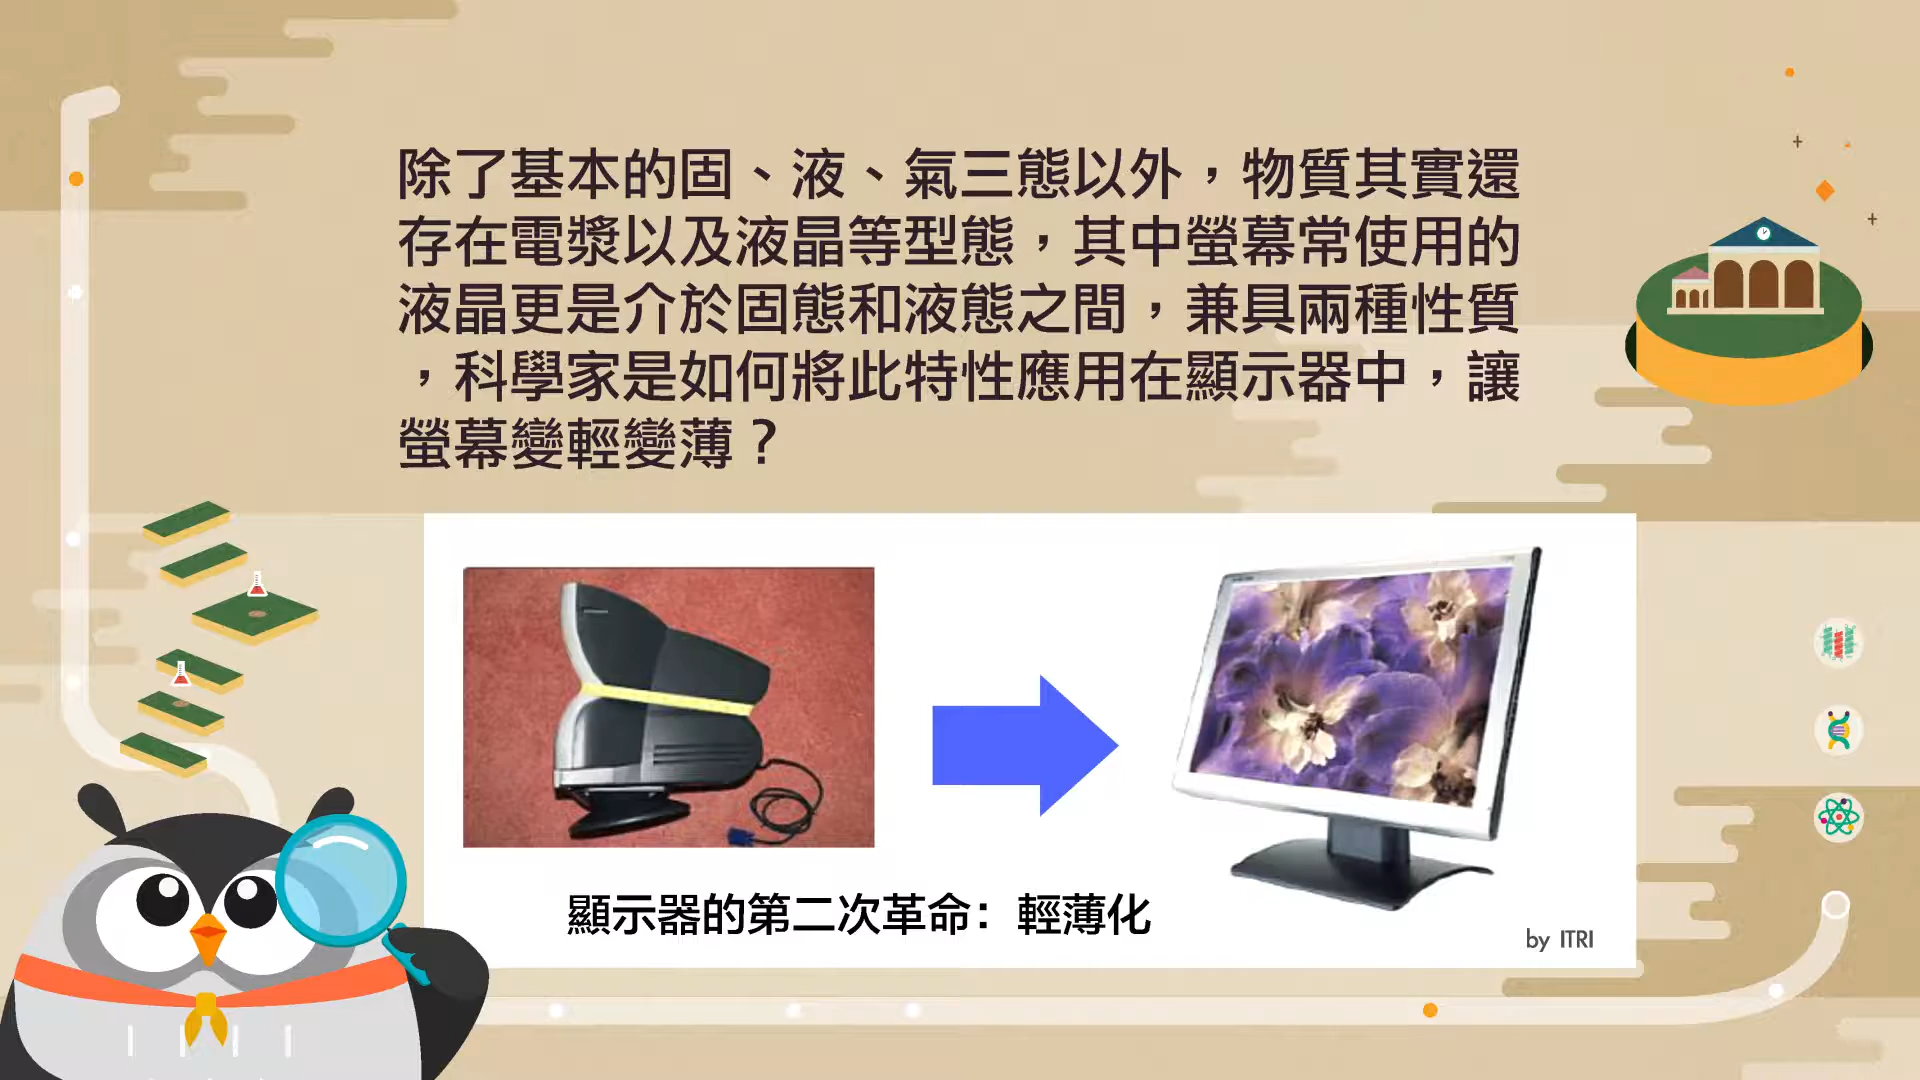 除了基本的固、液、氣三態以外，物質其實還
存在電漿以及液晶等型態，其中螢幕常使用的
液晶更是介於固態和液態之間，兼具兩種性質
，科學家是如何將此特性應用在顯示器中，讓
螢幕變輕變薄？
顯示器的第二次革命：輕薄化
by ITRI